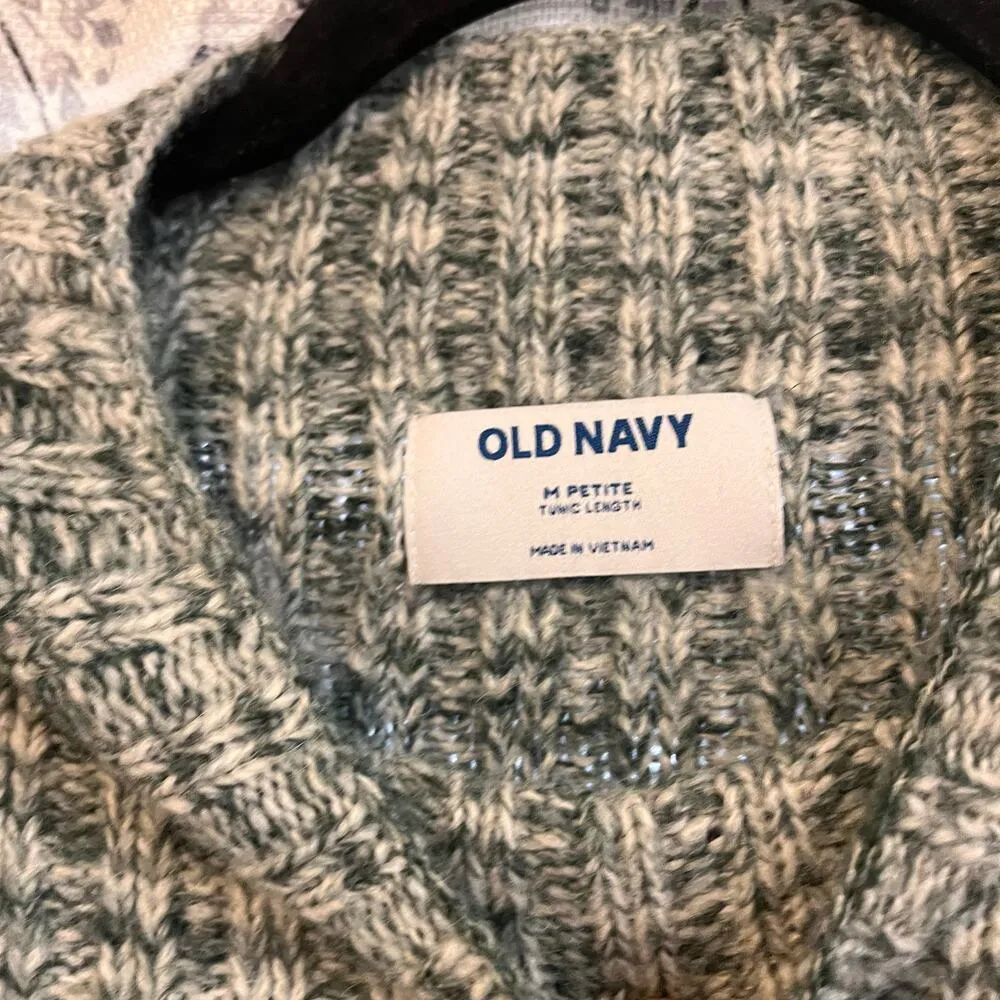 OLD NAVY
M PETITE
TUNIC LENGTH
MADE IN VIETNAM